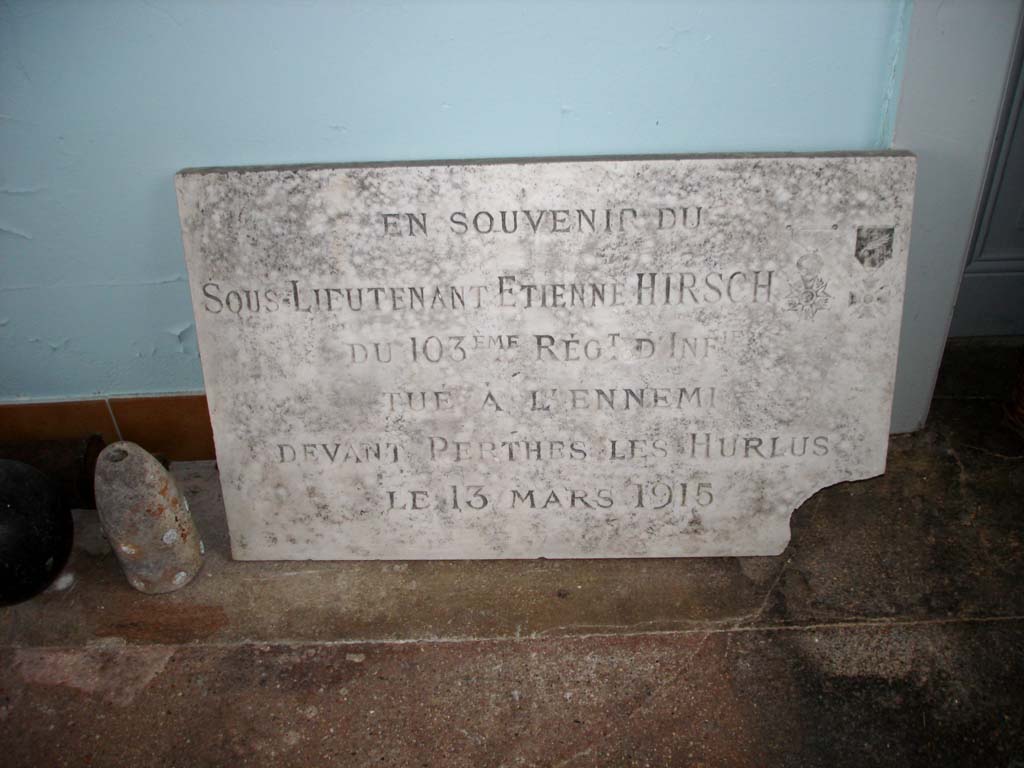 EN SOUVENIR DU
SOUS-LIEUTENANT ETIENNE HIRSCH
DU 103EME RÉGT D'INFIE
TUÉ À L'ENNEMI
DEVANT PERTHES LES HURLUS
LE 13 MARS 1915